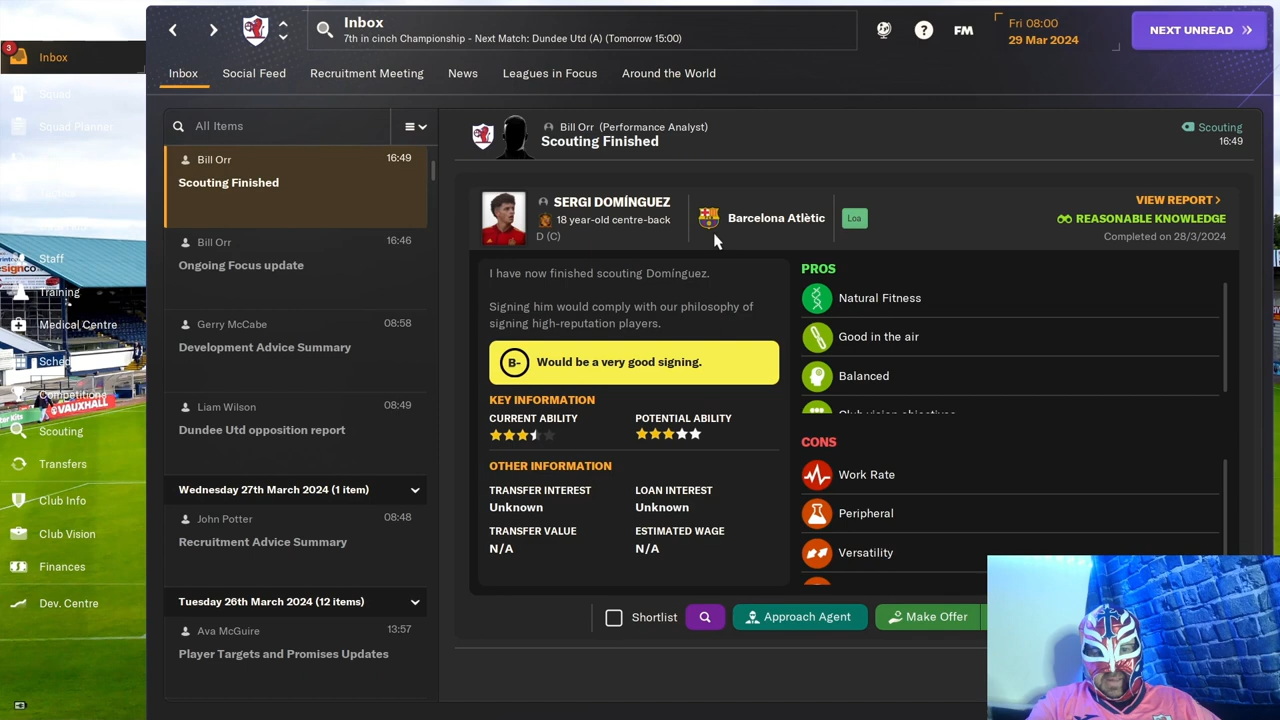 Inbox
7th in cinch Championship - Next Match: Dundee Utd (A) (Tomorrow 15:00)
?
FM
Fri 08:00
29 Mar 2024
NEXT UNREAD
3
Inbox
Squad
Squad Planner
Staff
Training
Medical Centre
Sched
Competitions
Scouting
Transfers
Club Info
Club Vision
Finances
Dev. Centre
VAUXHALL
Inbox
Social Feed
Recruitment Meeting
News
Leagues in Focus
Around the World
All Items
Bill Orr
16:49
Scouting Finished
Bill Orr
16:46
Ongoing Focus update
Gerry McCabe
08:58
Development Advice Summary
Liam Wilson
08:49
Dundee Utd opposition report
Wednesday 27th March 2024 (1 item)
John Potter
08:48
Recruitment Advice Summary
Tuesday 26th March 2024 (12 items)
Ava McGuire
13:57
Player Targets and Promises Updates
Bill Orr (Performance Analyst)
Scouting Finished
Scouting
16:49
SERGI DOMÍNGUEZ
18 year-old centre-back
D (C)
Barcelona Atlètic
Loa
VIEW REPORT
REASONABLE KNOWLEDGE
Completed on 28/3/2024
I have now finished scouting Domínguez.
Signing him would comply with our philosophy of
signing high-reputation players.
B-
Would be a very good signing.
KEY INFORMATION
CURRENT ABILITY
POTENTIAL ABILITY
OTHER INFORMATION
TRANSFER INTEREST
LOAN INTEREST
Unknown
Unknown
TRANSFER VALUE
ESTIMATED WAGE
N/A
N/A
PROS
Natural Fitness
Good in the air
Balanced
Club vision objectives
CONS
Work Rate
Peripheral
Versatility
Shortlist
Approach Agent
Make Offer